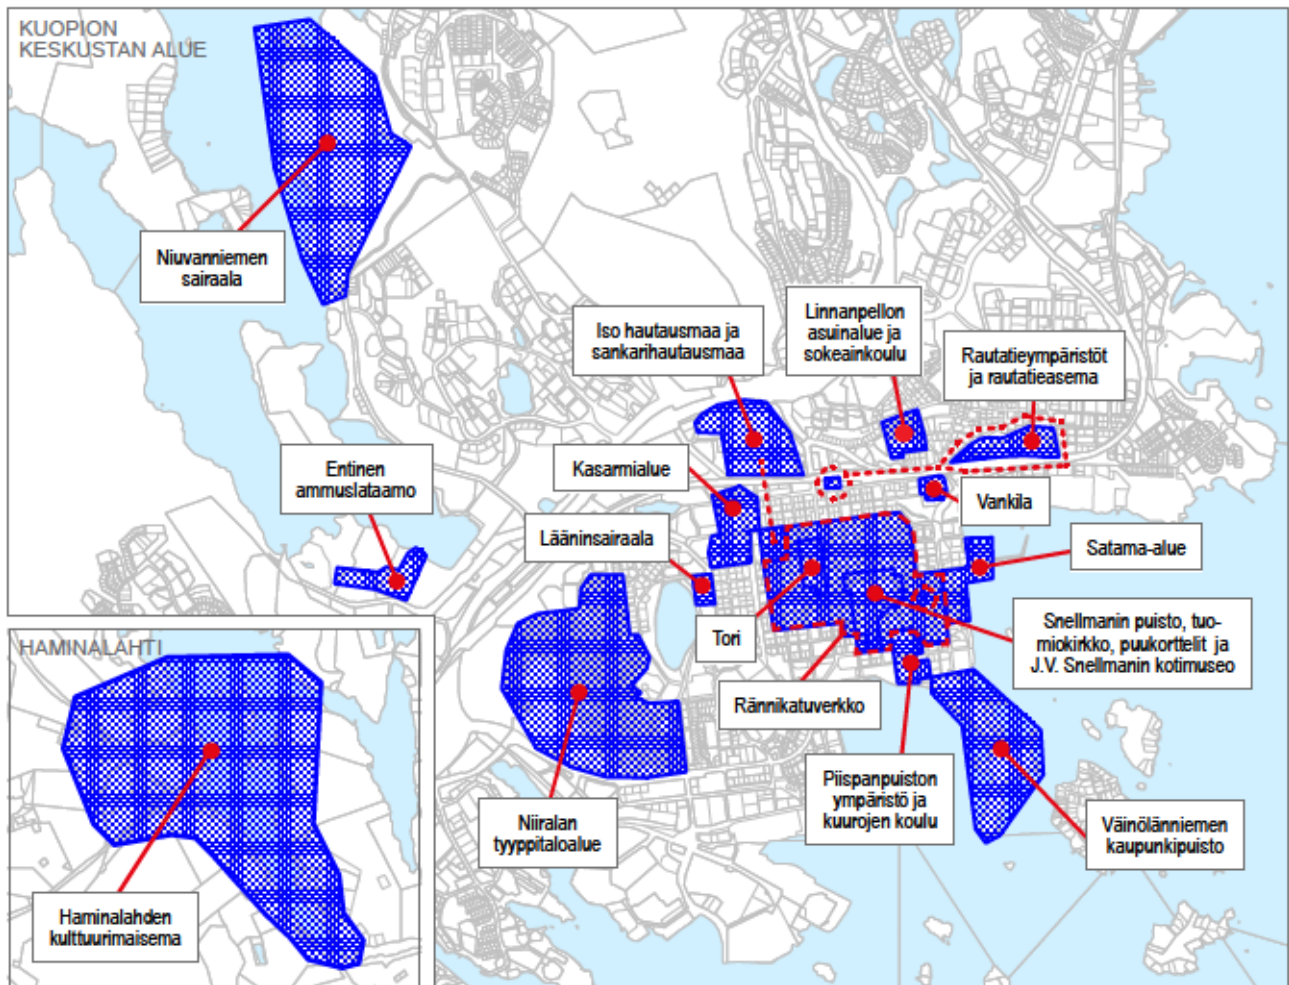 KUOPION
KESKUSTAN ALUE
Niuvanniemen
sairaala
Iso hautausmaa ja
sankarihautausmaa
Linnanpellon
asuinalue ja
sokeainkoulu
Rautatieympäristöt
ja rautatieasema
Entinen
ammuslataamo
Kasarmialue
Vankila
Lääninsairaala
Satama-alue
Tori
Snellmanin puisto, tuo-
miokirkko, puukorttelit ja
J.V. Snellmanin kotimuseo
Rännikatuverkko
Piispanpuiston
ympäristö ja
kuurojen koulu
Niiralan
tyyppitaloalue
Väinölänniemen
kaupunkipuisto
HAMINALAHTI
Haminalahden
kulttuurimaisema